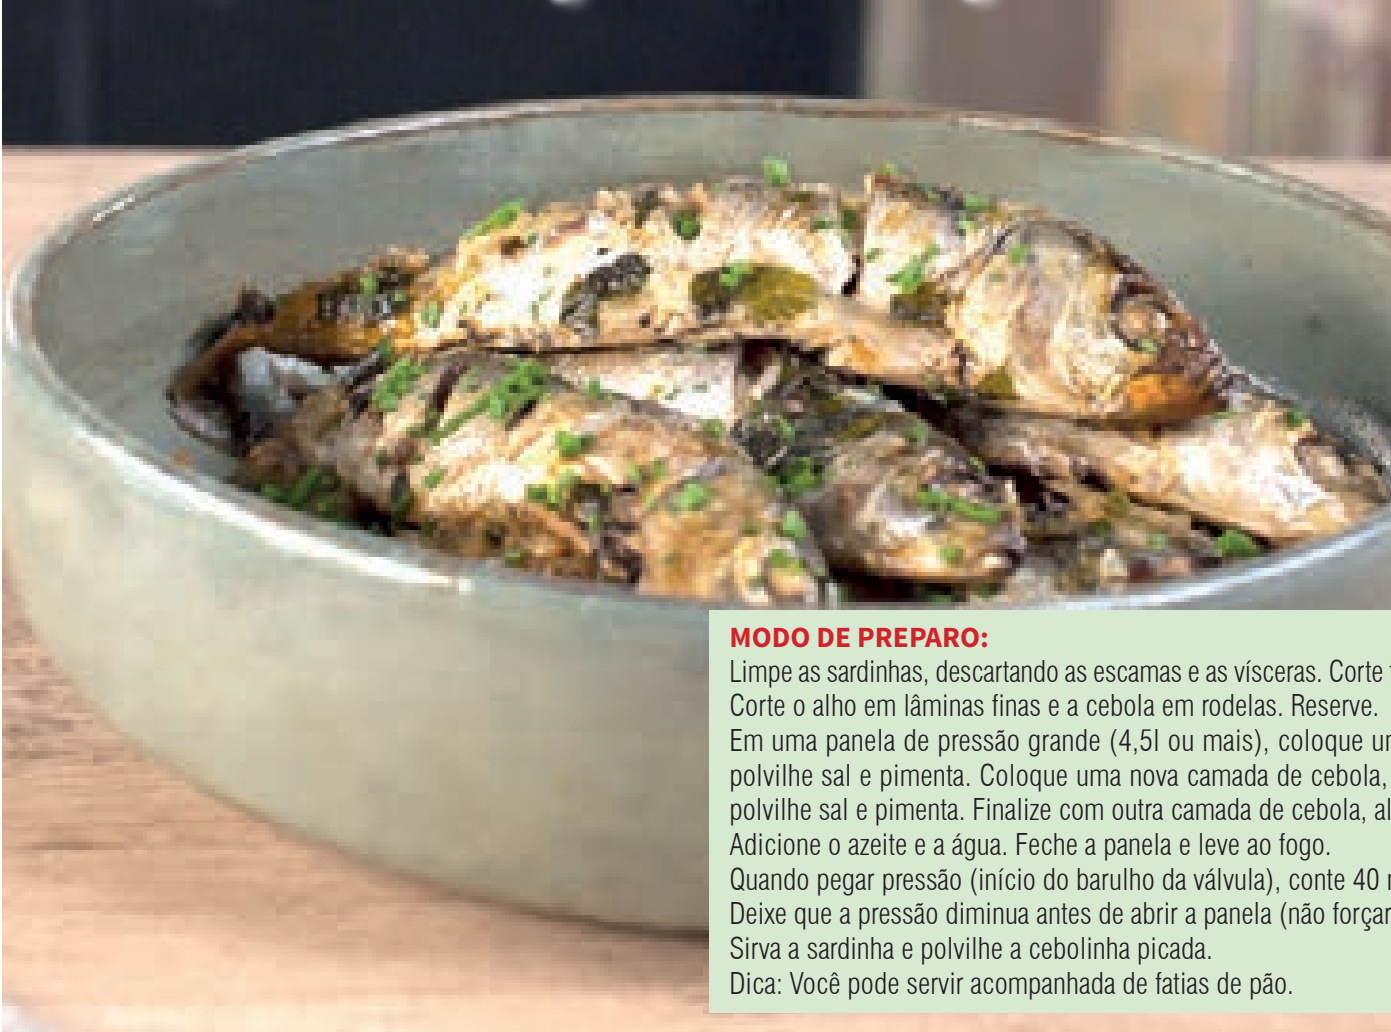 MODO DE PREPARO:
Limpe as sardinhas, descartando as escamas e as vísceras. Corte
Corte o alho em lâminas finas e a cebola em rodelas. Reserve.
Em uma panela de pressão grande (4,5l ou mais), coloque
polvilhe sal e pimenta. Coloque uma nova camada de cebola,
polvilhe sal e pimenta. Finalize com outra camada de cebola,
Adicione o azeite e a água. Feche a panela e leve ao fogo.
Quando pegar pressão (início do barulho da válvula), conte 40
Deixe que a pressão diminua antes de abrir a panela (não forçar
Sirva a sardinha e polvilhe a cebolinha picada.
Dica: Você pode servir acompanhada de fatias de pão.